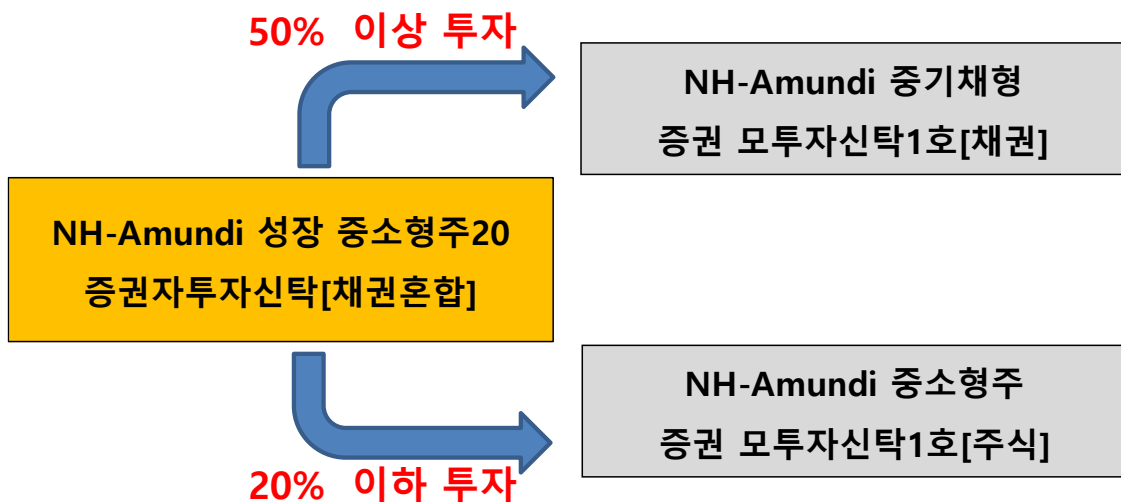 50% 이상 투자
NH-Amundi 중기채형
증권 모투자신탁1호[채권]
NH-Amundi 성장 중소형주20
증권자투자신탁[채권혼합]
NH-Amundi 중소형주
증권 모투자신탁1호[주식]
20% 이하 투자